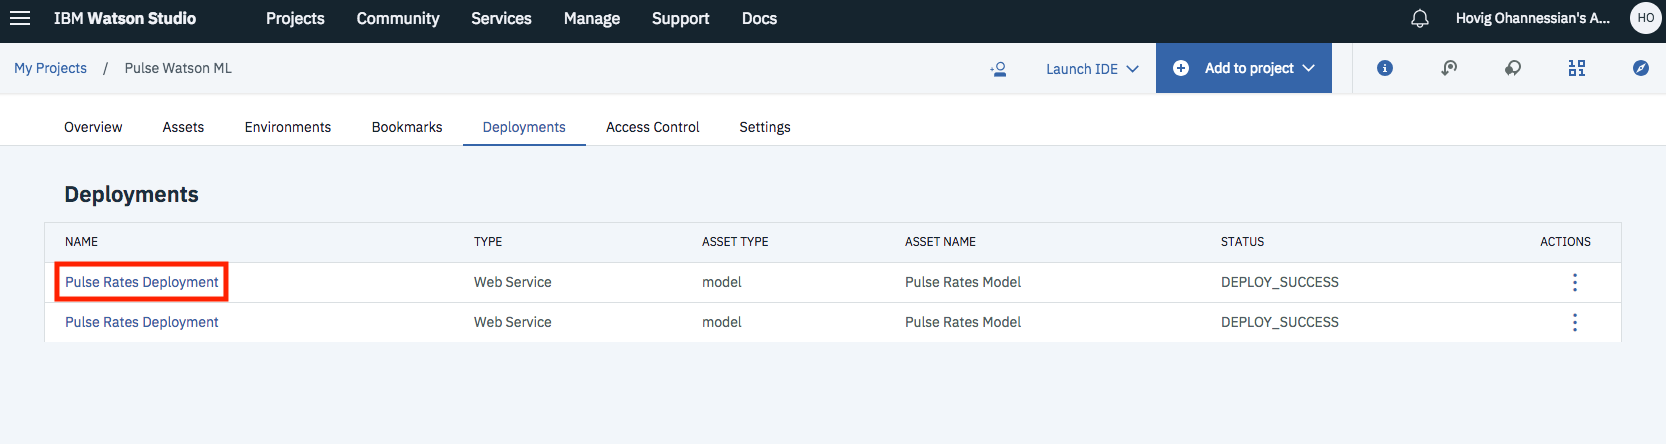 IBM Watson Studio Projects Community Services Manage Support Docs Hovig Ohannessian's A... HO
My Projects / Pulse Watson ML Launch IDE Add to project
Overview Assets Environments Bookmarks Deployments Access Control Settings
Deployments
NAME TYPE ASSET TYPE ASSET NAME STATUS ACTIONS
Pulse Rates Deployment Web Service model Pulse Rates Model DEPLOY_SUCCESS
Pulse Rates Deployment Web Service model Pulse Rates Model DEPLOY_SUCCESS